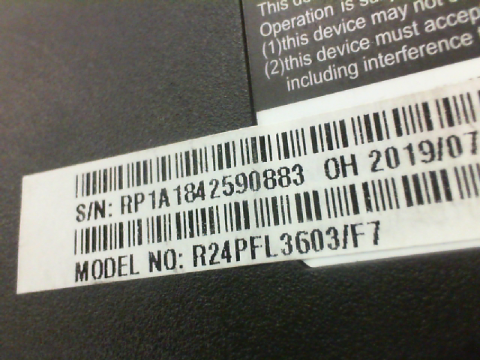 This d
Operation is su
(1)this device may not
(2)this device must accep
including interference
S/N: RP1A1842590883 OH 2019/07
MODEL NO: R24PFL3603/F7